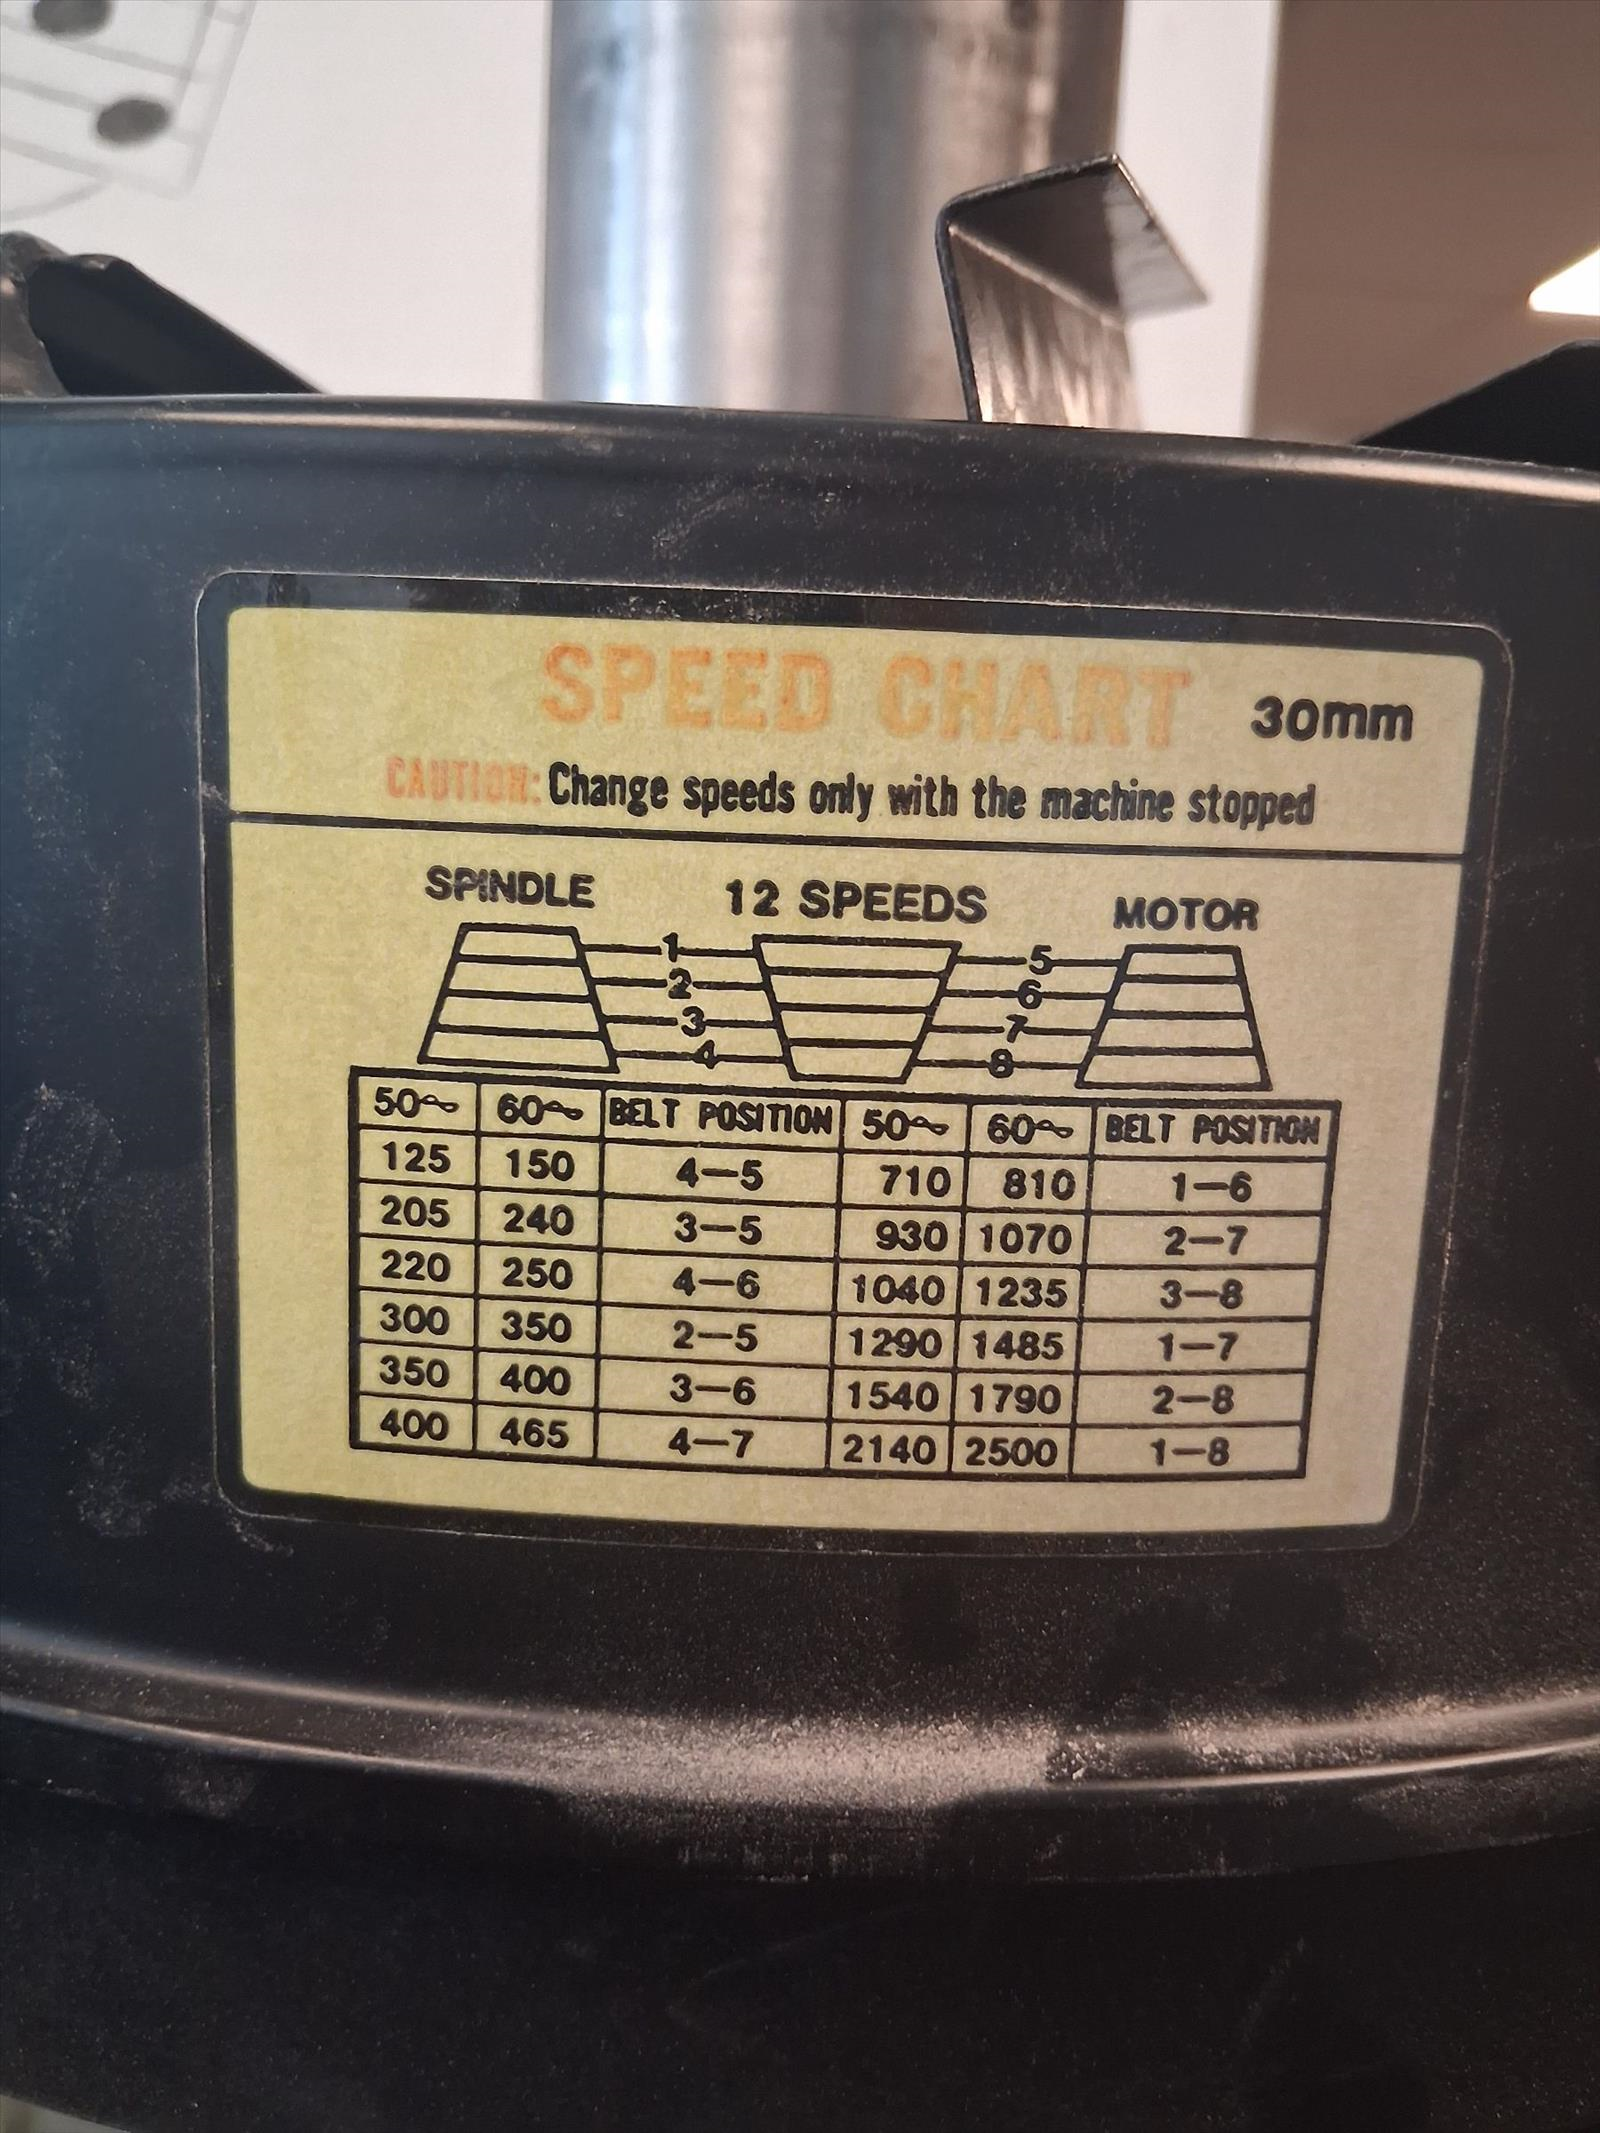 SPEED CHART 30mm
CAUTION: Change speeds only with the machine stopped
SPINDLE 12 SPEEDS MOTOR
1 5
2 6
3 7
4 8
50~ 60~ BELT POSITION 50~ 60~ BELT POSITION
125 150 4-5 710 810 1-6
205 240 3-5 930 1070 2-7
220 250 4-6 1040 1235 3-8
300 350 2-5 1290 1485 1-7
350 400 3-6 1540 1790 2-8
400 465 4-7 2140 2500 1-8